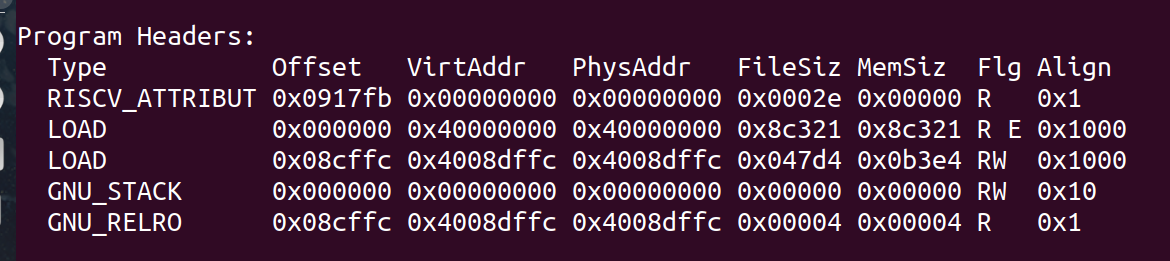 Program Headers:
Type Offset VirtAddr PhysAddr FileSiz MemSiz Flg Align
RISCV_ATTRIBUT 0x0917fb 0x00000000 0x00000000 0x0002e 0x00000 R 0x1
LOAD 0x000000 0x40000000 0x40000000 0x8c321 0x8c321 R E 0x1000
LOAD 0x08cffc 0x4008dffc 0x4008dffc 0x047d4 0x0b3e4 RW 0x1000
GNU_STACK 0x000000 0x00000000 0x00000000 0x00000 0x00000 RW 0x10
GNU_RELRO 0x08cffc 0x4008dffc 0x4008dffc 0x00004 0x00004 R 0x1